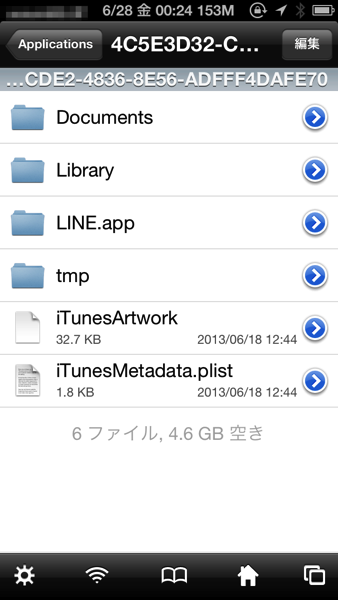 6/28 金 00:24 153M
Applications
4C5E3D32-C...
編集
...CDE2-4836-8E56-ADFFF4DAFE70
Documents
Library
LINE.app
tmp
iTunesArtwork
32.7 KB
2013/06/18 12:44
iTunesMetadata.plist
1.8 KB
2013/06/18 12:44
6 ファイル, 4.6 GB 空き